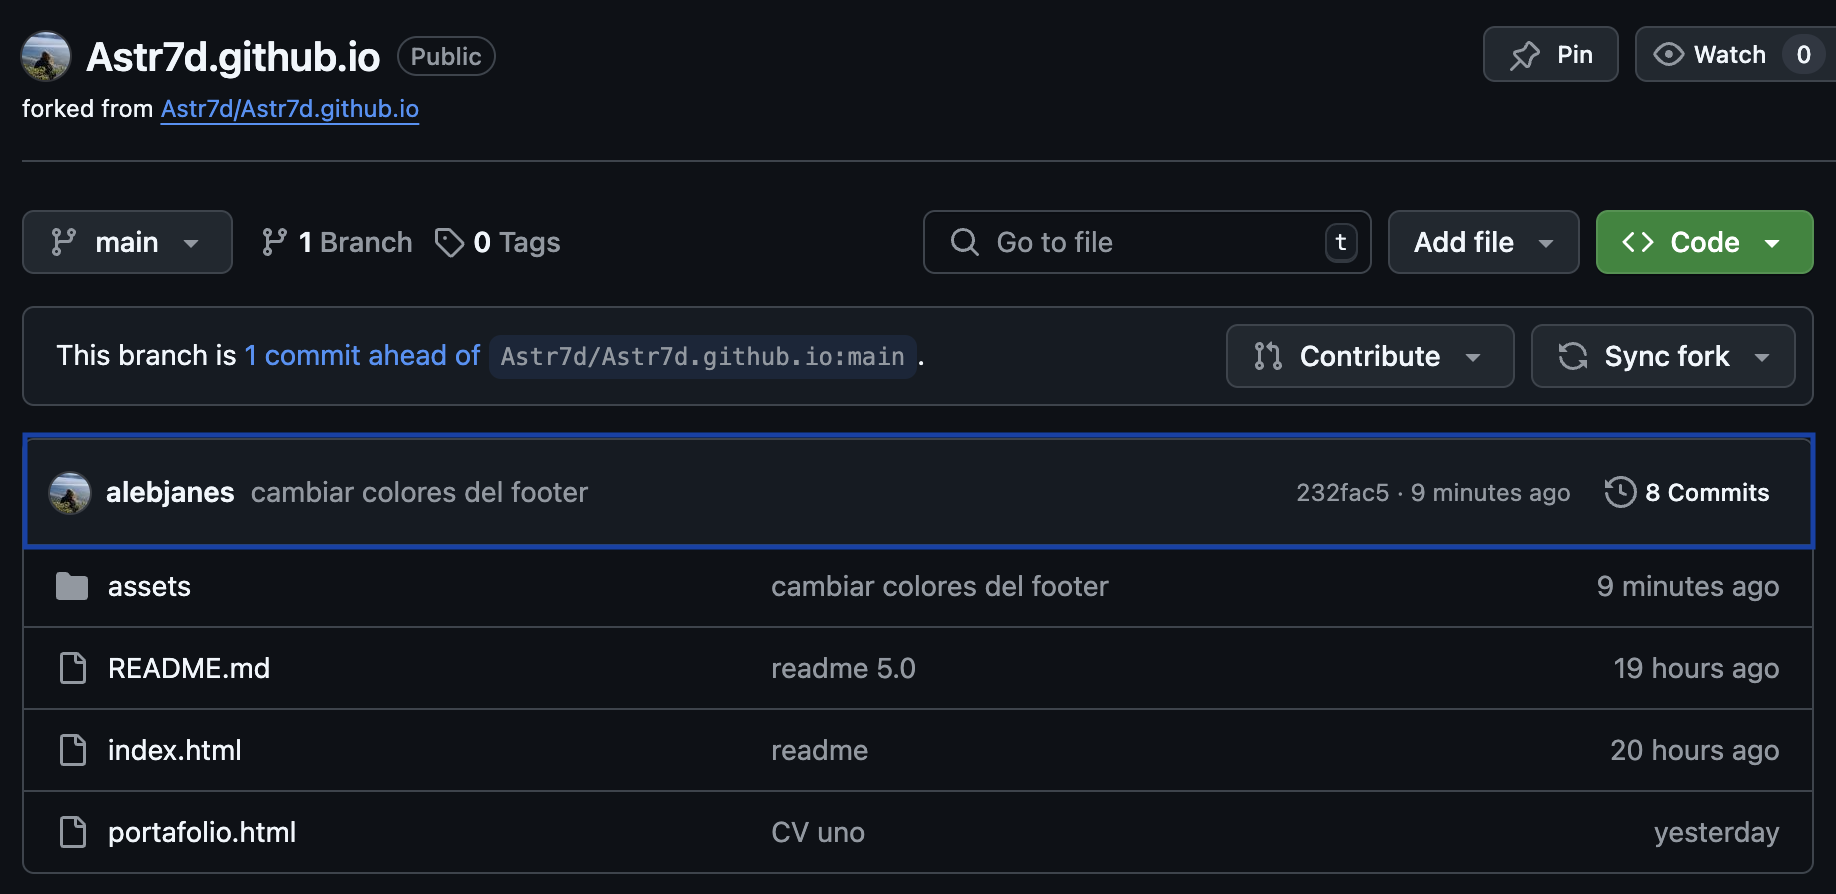 Astr7d.github.io Public Pin Watch 0
forked from Astr7d/Astr7d.github.io
main 1 Branch 0 Tags Go to file t Add file Code
This branch is 1 commit ahead of Astr7d/Astr7d.github.io:main . Contribute Sync fork
alebjanes cambiar colores del footer 232fac5 · 9 minutes ago 8 Commits
assets cambiar colores del footer 9 minutes ago
README.md readme 5.0 19 hours ago
index.html readme 20 hours ago
portafolio.html CV uno yesterday